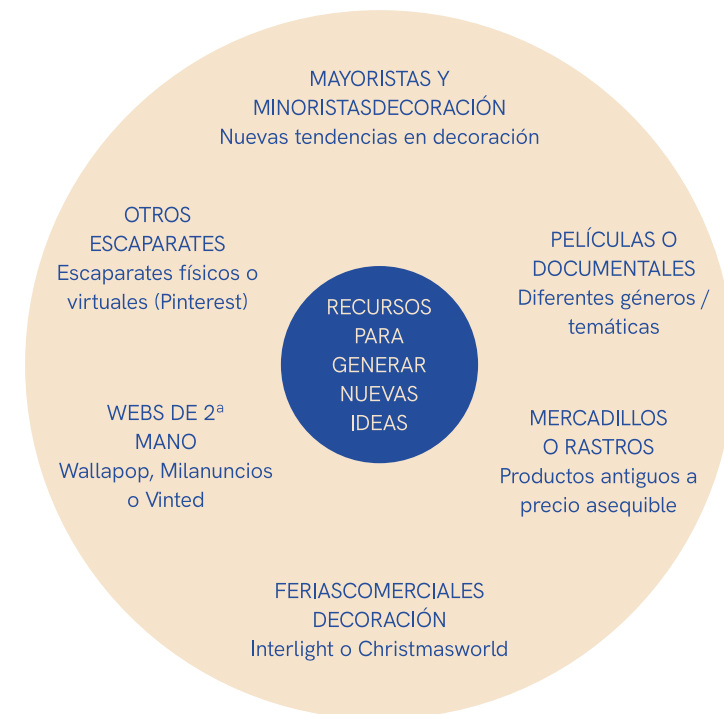 MAYORISTAS Y
MINORISTASDECORACIÓN
Nuevas tendencias en decoración
OTROS
ESCAPARATES
Escaparates físicos o
virtuales (Pinterest)
PELÍCULAS O
DOCUMENTALES
Diferentes géneros /
temáticas
RECURSOS
PARA
GENERAR
NUEVAS
IDEAS
WEBS DE 2ª
MANO
Wallapop, Milanuncios
o Vinted
MERCADILLOS
O RASTROS
Productos antiguos a
precio asequible
FERIASCOMERCIALES
DECORACIÓN
Interlight o Christmasworld